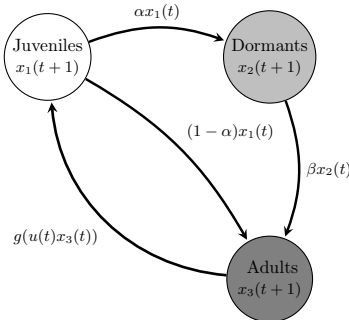 αx₁(t)
Juveniles
x₁(t + 1)
Dormants
x₂(t + 1)
(1 − α)x₁(t)
βx₂(t)
g(u(t)x₃(t))
Adults
x₃(t + 1)